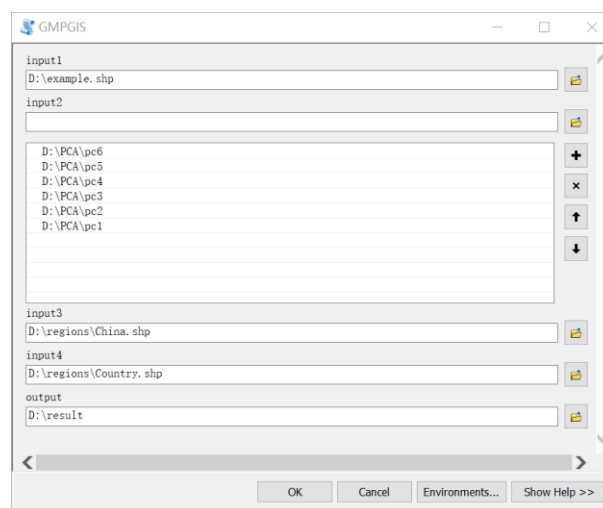 GMPGIS
input1
D:\example.shp
input2
D:\PCA\pc6
D:\PCA\pc5
D:\PCA\pc4
D:\PCA\pc3
D:\PCA\pc2
D:\PCA\pc1
input3
D:\regions\China.shp
input4
D:\regions\Country.shp
output
D:\result
OK Cancel Environments... Show Help >>